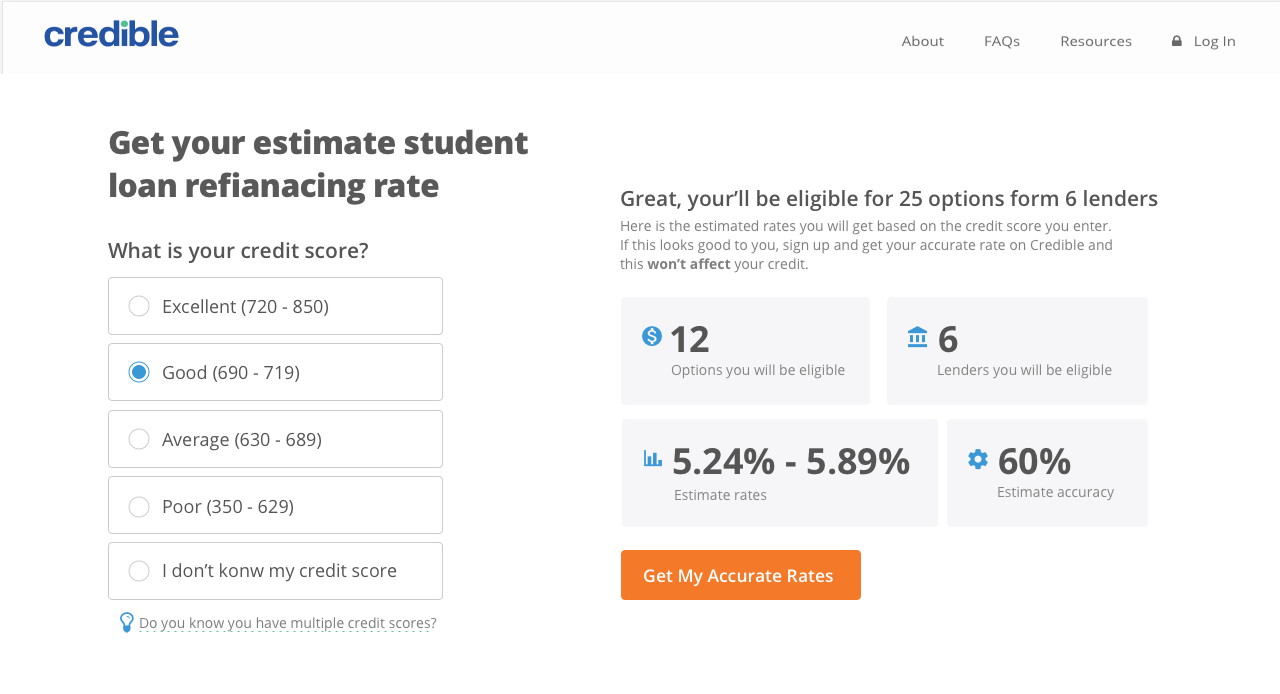 credible
About
FAQs
Resources
Log In
Get your estimate student
loan refianacing rate
What is your credit score?
Excellent (720 - 850)
Good (690 - 719)
Average (630 - 689)
Poor (350 - 629)
I don’t konw my credit score
Do you know you have multiple credit scores?
Great, your’ll be eligible for 25 options form 6 lenders
Here is the estimated rates you will get based on the credit score you enter.
If this looks good to you, sign up and get your accurate rate on Credible and
this won’t affect your credit.
12
Options you will be eligible
6
Lenders you will be eligible
5.24% - 5.89%
Estimate rates
60%
Estimate accuracy
Get My Accurate Rates